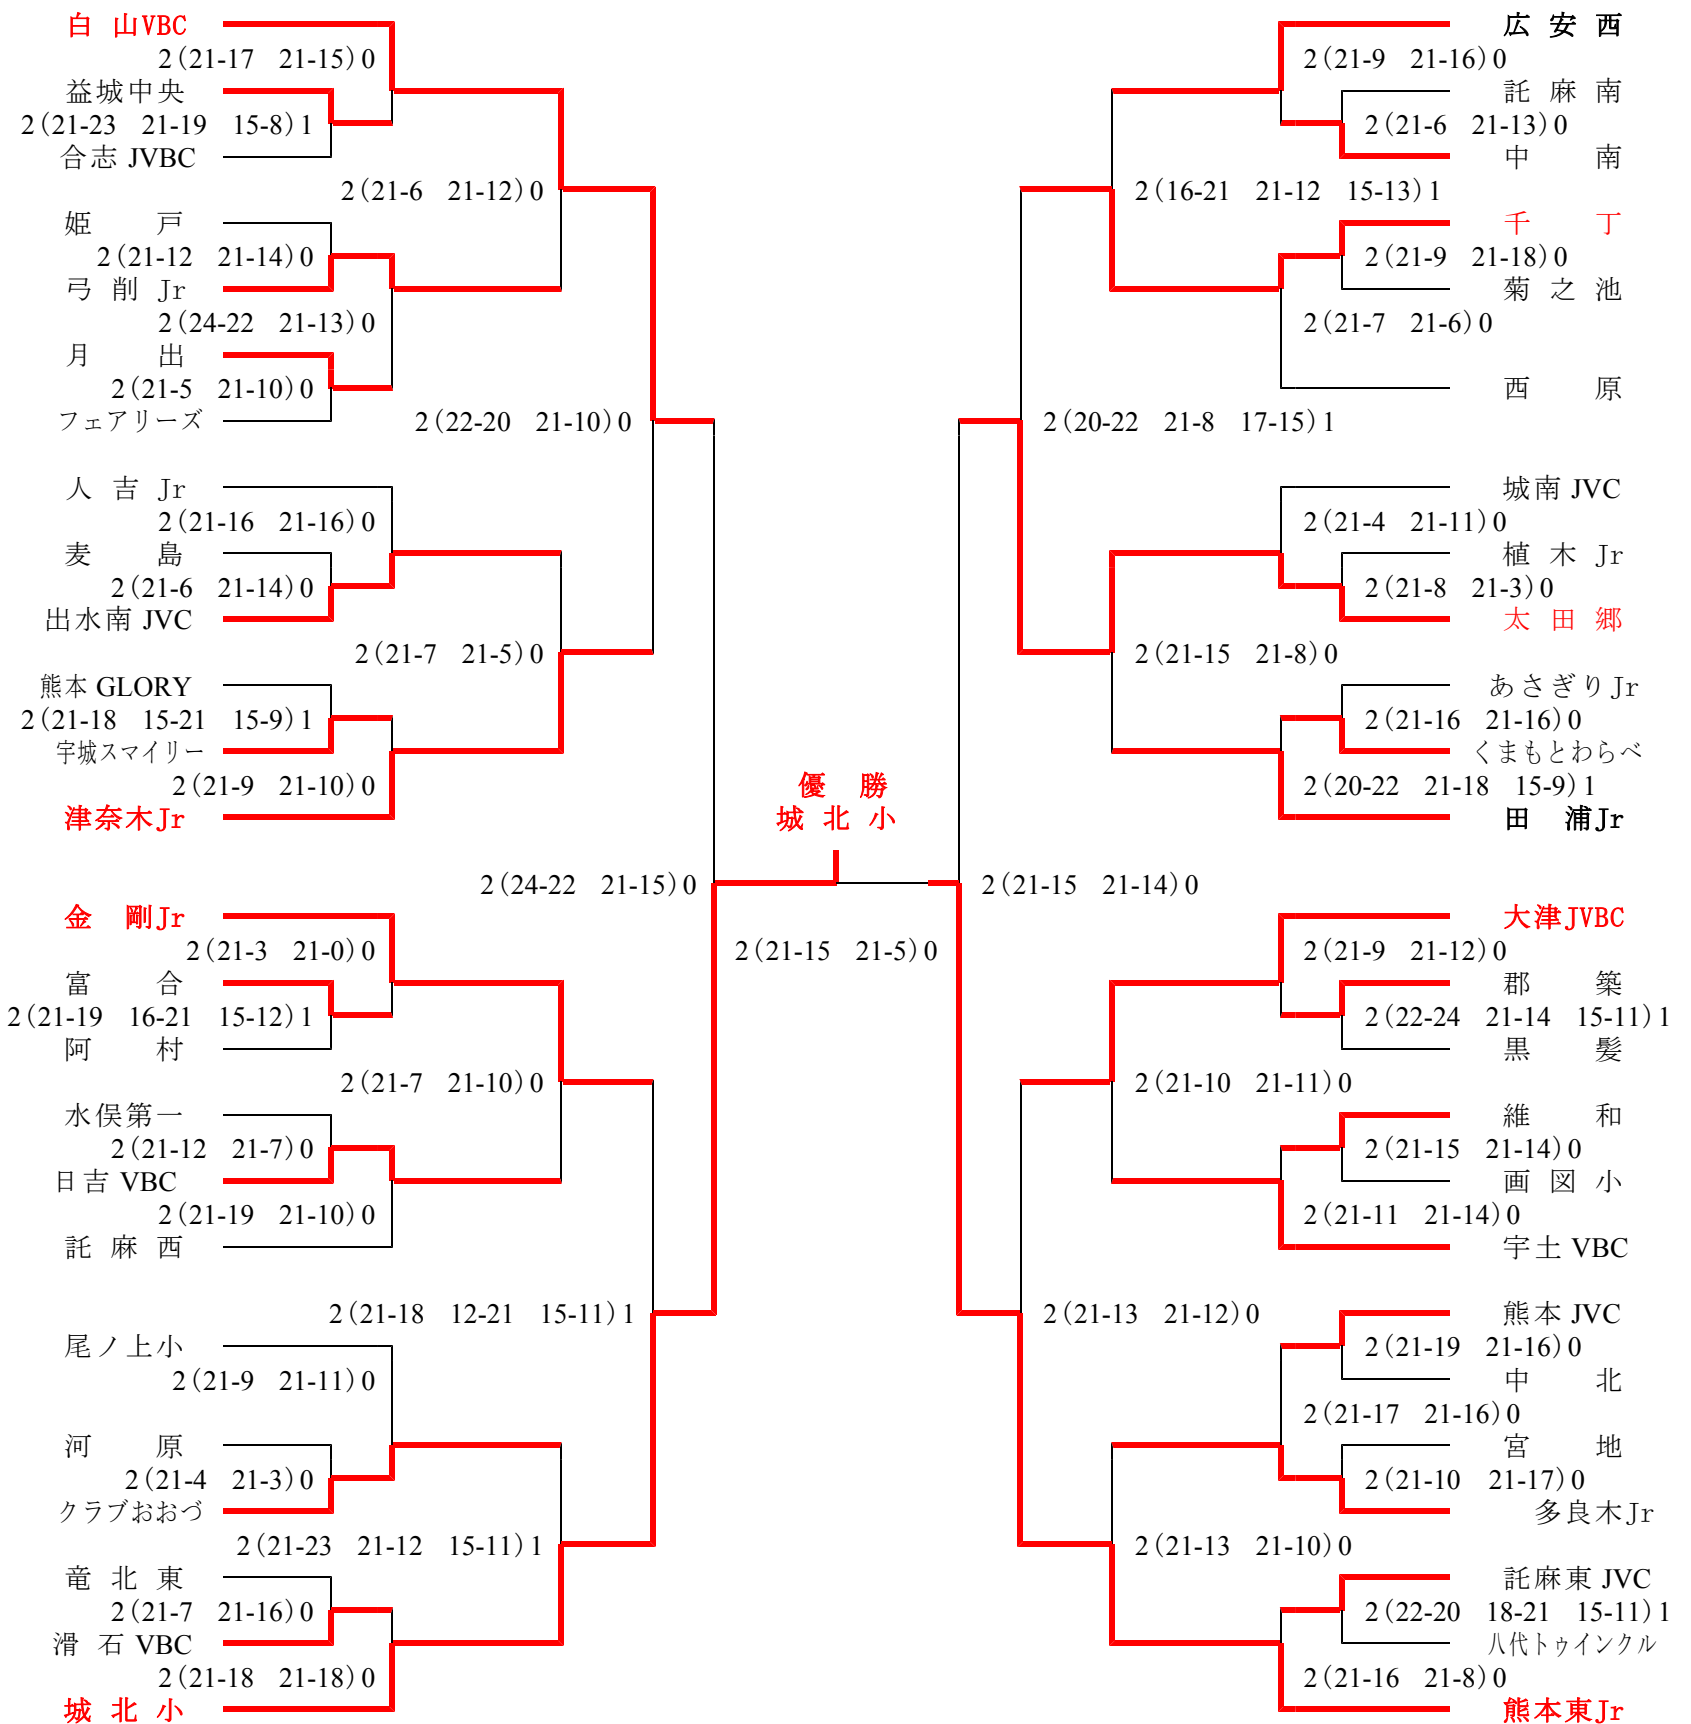 白 山VBC
2(21-17 21-15)0
益城中央
2(21-23 21-19 15-8)1
合志 JVBC
2(21-6 21-12)0
姫 戸
2(21-12 21-14)0
弓 削 Jr
2(24-22 21-13)0
月 出
2(21-5 21-10)0
フェアリーズ
2(22-20 21-10)0
人 吉 Jr
2(21-16 21-16)0
麦 島
2(21-6 21-14)0
出水南 JVC
2(21-7 21-5)0
熊本 GLORY
2(21-18 15-21 15-9)1
宇城スマイリー
2(21-9 21-10)0
津奈木Jr
2(24-22 21-15)0
金 剛Jr
2(21-3 21-0)0
富 合
2(21-19 16-21 15-12)1
阿 村
2(21-7 21-10)0
水俣第一
2(21-12 21-7)0
日吉 VBC
2(21-19 21-10)0
託 麻 西
2(21-18 12-21 15-11)1
尾ノ上小
2(21-9 21-11)0
河 原
2(21-4 21-3)0
クラブおおづ
2(21-23 21-12 15-11)1
竜 北 東
2(21-7 21-16)0
滑 石 VBC
2(21-18 21-18)0
城 北 小
優 勝
城 北 小
2(21-15 21-5)0
広 安 西
2(21-9 21-16)0
託 麻 南
2(21-6 21-13)0
中 南
2(16-21 21-12 15-13)1
千 丁
2(21-9 21-18)0
菊 之 池
2(21-7 21-6)0
西 原
2(20-22 21-8 17-15)1
城南 JVC
2(21-4 21-11)0
植 木 Jr
2(21-8 21-3)0
太 田 郷
2(21-15 21-8)0
あさぎりJr
2(21-16 21-16)0
くまもとわらべ
2(20-22 21-18 15-9)1
田 浦Jr
2(21-15 21-14)0
大津JVBC
2(21-9 21-12)0
郡 築
2(22-24 21-14 15-11)1
黒 髪
2(21-10 21-11)0
維 和
2(21-15 21-14)0
画 図 小
2(21-11 21-14)0
宇土 VBC
2(21-13 21-12)0
熊本 JVC
2(21-19 21-16)0
中 北
2(21-17 21-16)0
宮 地
2(21-10 21-17)0
多良木Jr
2(21-13 21-10)0
託麻東 JVC
2(22-20 18-21 15-11)1
八代トゥインクル
2(21-16 21-8)0
熊本東Jr